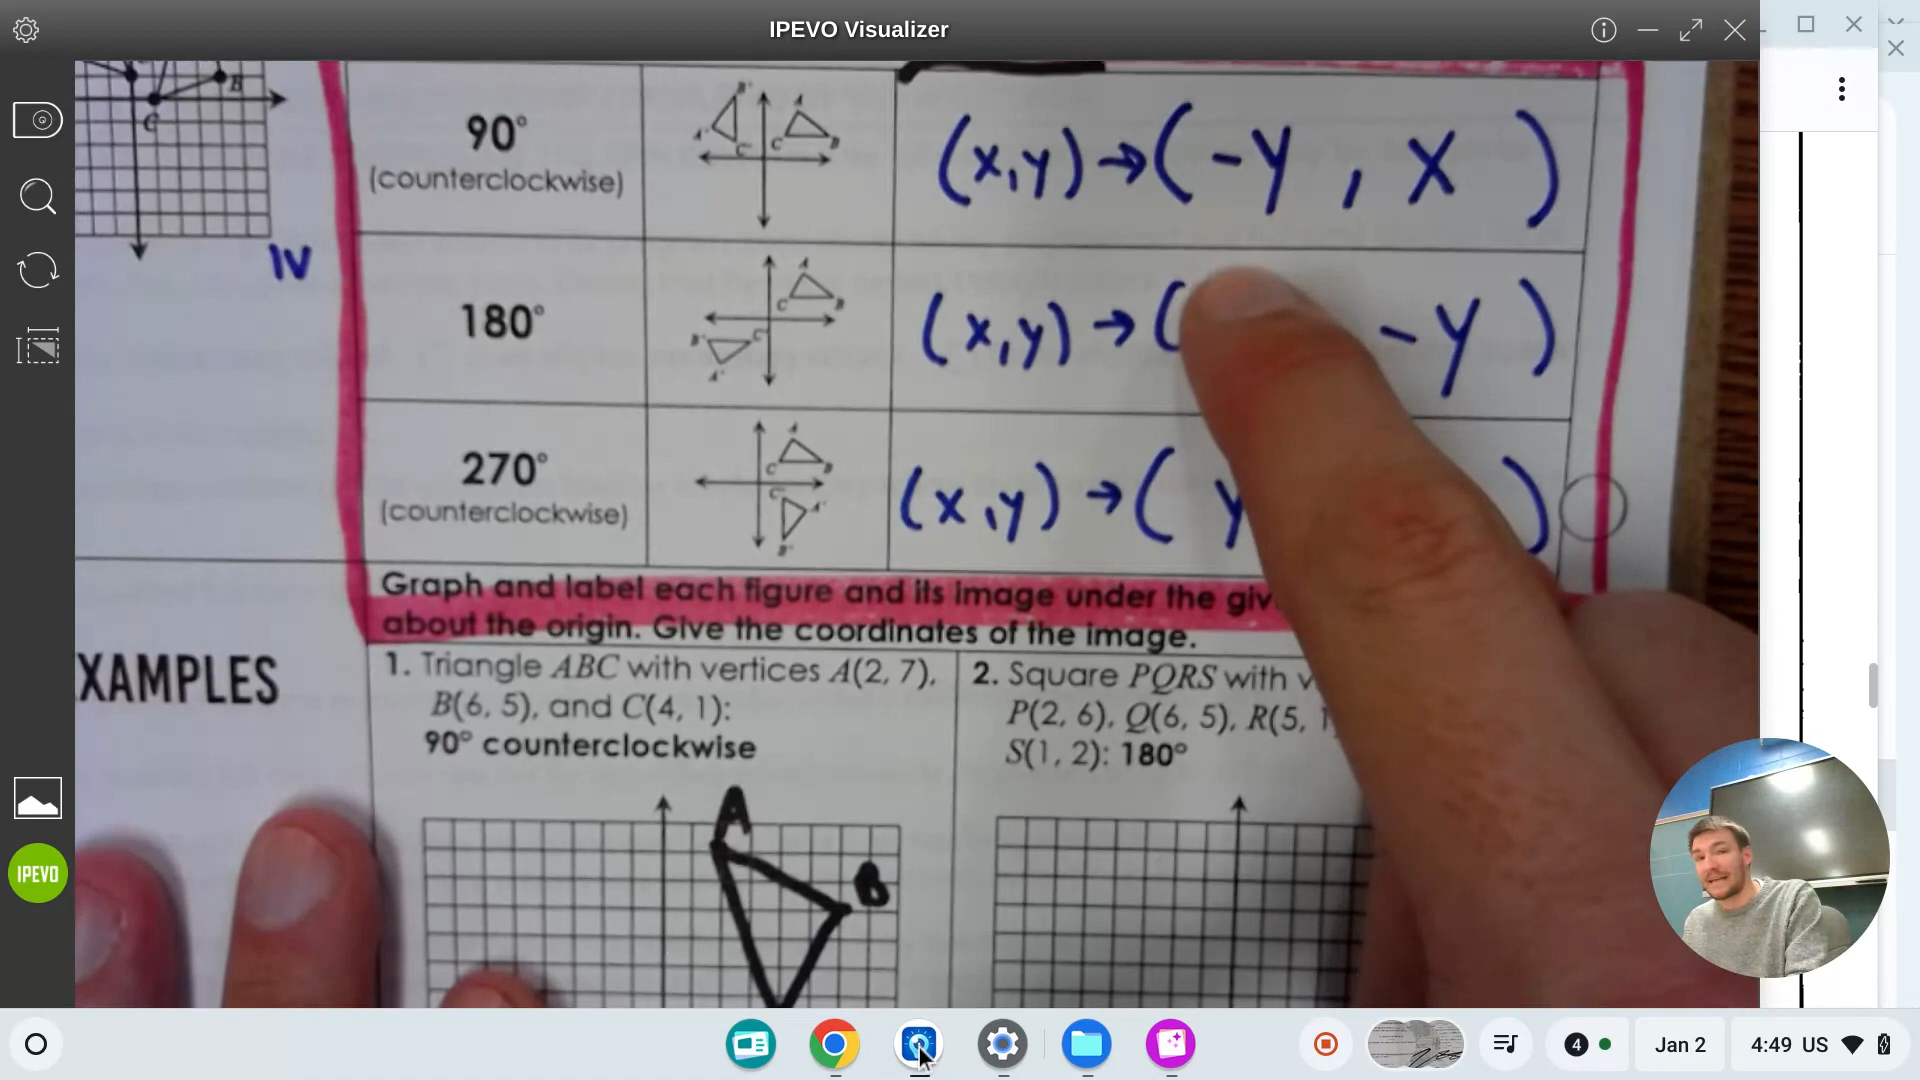 IPEVO Visualizer
B
C
IV
90°
(counterclockwise)
B' A
A' C' C B
(x,y) → (-y , x )
180°
A
C B
B' C'
A'
(x,y) → ( -y )
270°
(counterclockwise)
A
C B
C' A'
B'
(x,y) → ( y )
Graph and label each figure and its image under the
about the origin. Give the coordinates of the image.
XAMPLES
1. Triangle ABC with vertices A(2, 7),
B(6, 5), and C(4, 1):
90° counterclockwise
2. Square PQRS with
P(2, 6), Q(6, 5), R(5,
S(1, 2): 180°
A
B
IPEVO
4
Jan 2
4:49 US